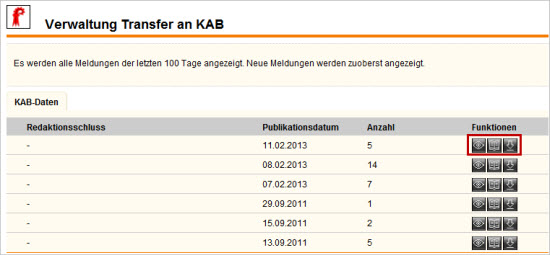 Verwaltung Transfer an KAB
Es werden alle Meldungen der letzten 100 Tage angezeigt. Neue Meldungen werden zuoberst angezeigt.
KAB-Daten
Redaktionsschluss Publikationsdatum Anzahl Funktionen
- 11.02.2013 5
- 08.02.2013 14
- 07.02.2013 7
- 29.09.2011 1
- 15.09.2011 2
- 13.09.2011 5